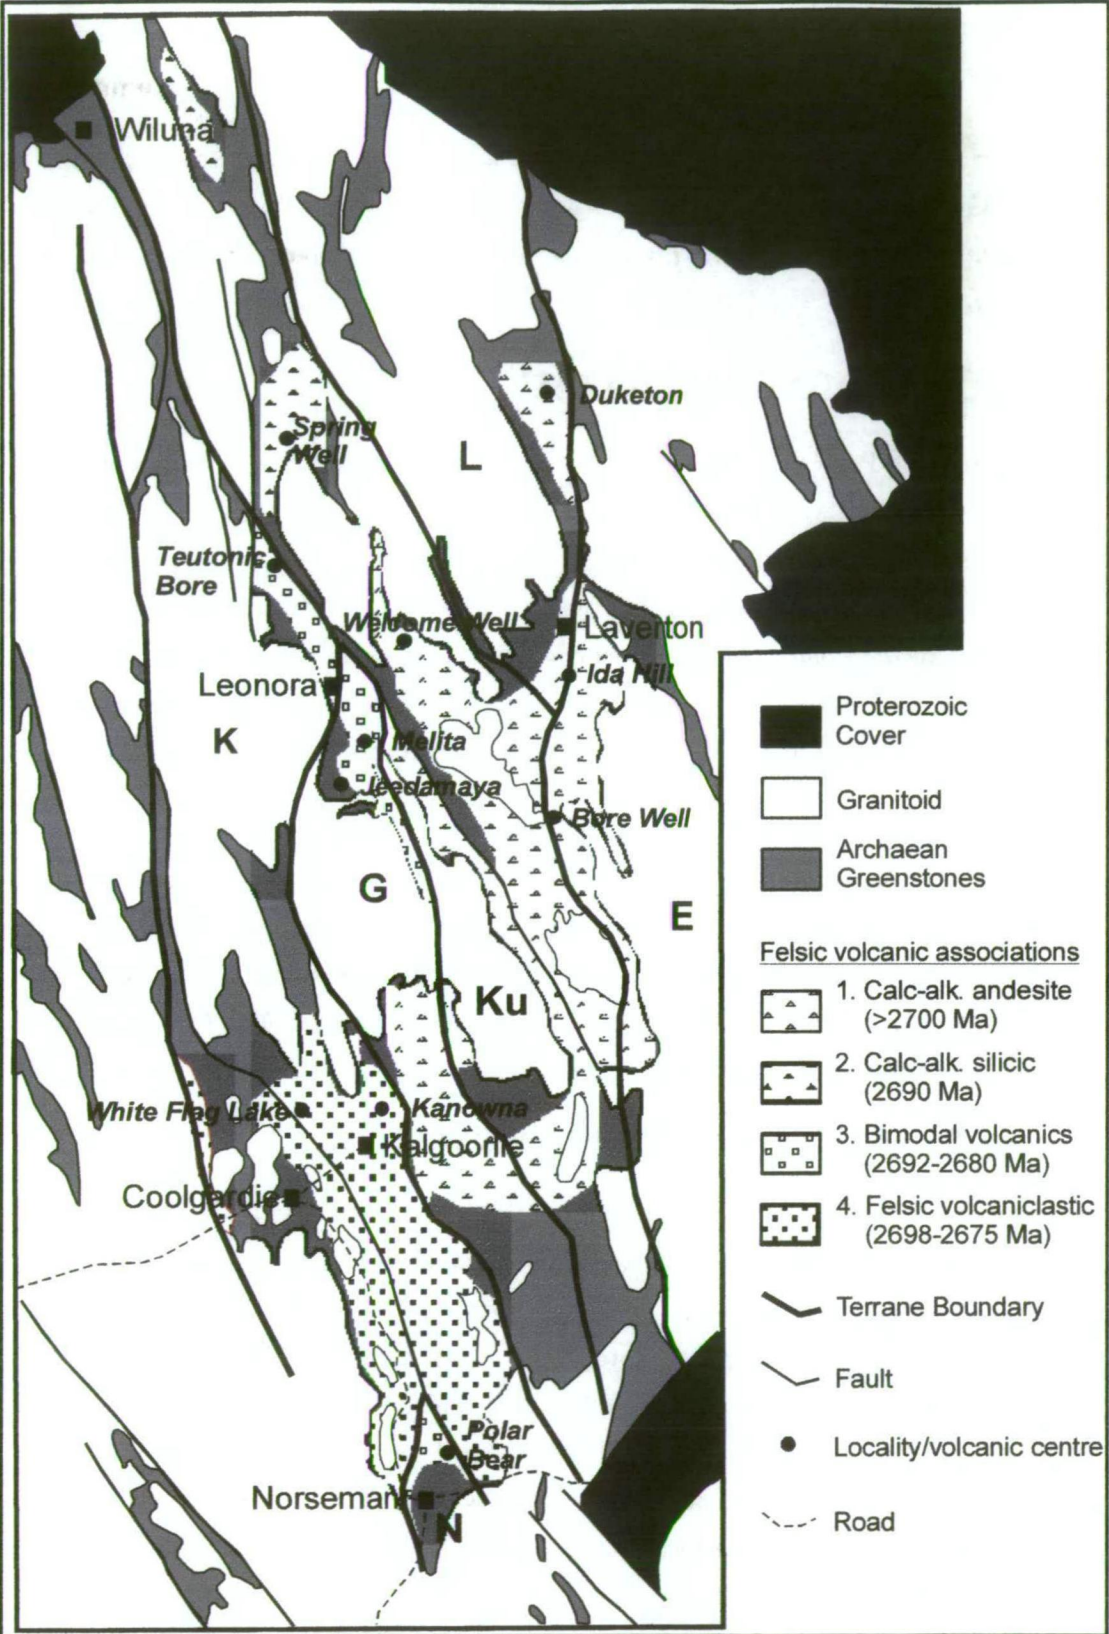 Wiluna
Duketon
Spring
Well
L
Teutonic
Bore
Welcome Well
Laverton
Ida Hill
Leonora
K
Melita
Jeedamaya
Bore Well
G
E
Ku
White Flag Lake
Kanowna
Kalgoorlie
Coolgardie
Polar
Bear
Norseman
N
Proterozoic
Cover
Granitoid
Archaean
Greenstones
Felsic volcanic associations
1. Calc-alk. andesite
(>2700 Ma)
2. Calc-alk. silicic
(2690 Ma)
3. Bimodal volcanics
(2692-2680 Ma)
4. Felsic volcaniclastic
(2698-2675 Ma)
Terrane Boundary
Fault
Locality/volcanic centre
Road